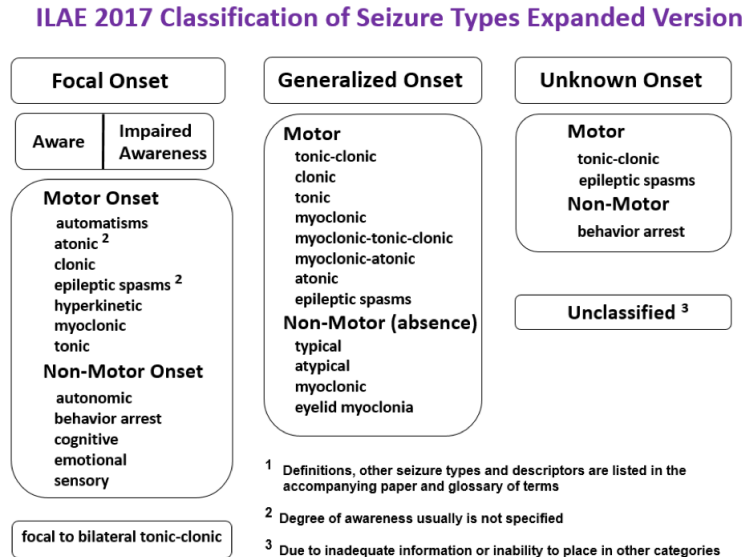 ILAE 2017 Classification of Seizure Types Expanded Version
Focal Onset
Aware
Impaired
Awareness
Motor Onset
automatisms
atonic ²
clonic
epileptic spasms ²
hyperkinetic
myoclonic
tonic
Non-Motor Onset
autonomic
behavior arrest
cognitive
emotional
sensory
focal to bilateral tonic-clonic
Generalized Onset
Motor
tonic-clonic
clonic
tonic
myoclonic
myoclonic-tonic-clonic
myoclonic-atonic
atonic
epileptic spasms
Non-Motor (absence)
typical
atypical
myoclonic
eyelid myoclonia
Unknown Onset
Motor
tonic-clonic
epileptic spasms
Non-Motor
behavior arrest
Unclassified ³
¹ Definitions, other seizure types and descriptors are listed in the
accompanying paper and glossary of terms
² Degree of awareness usually is not specified
³ Due to inadequate information or inability to place in other categories